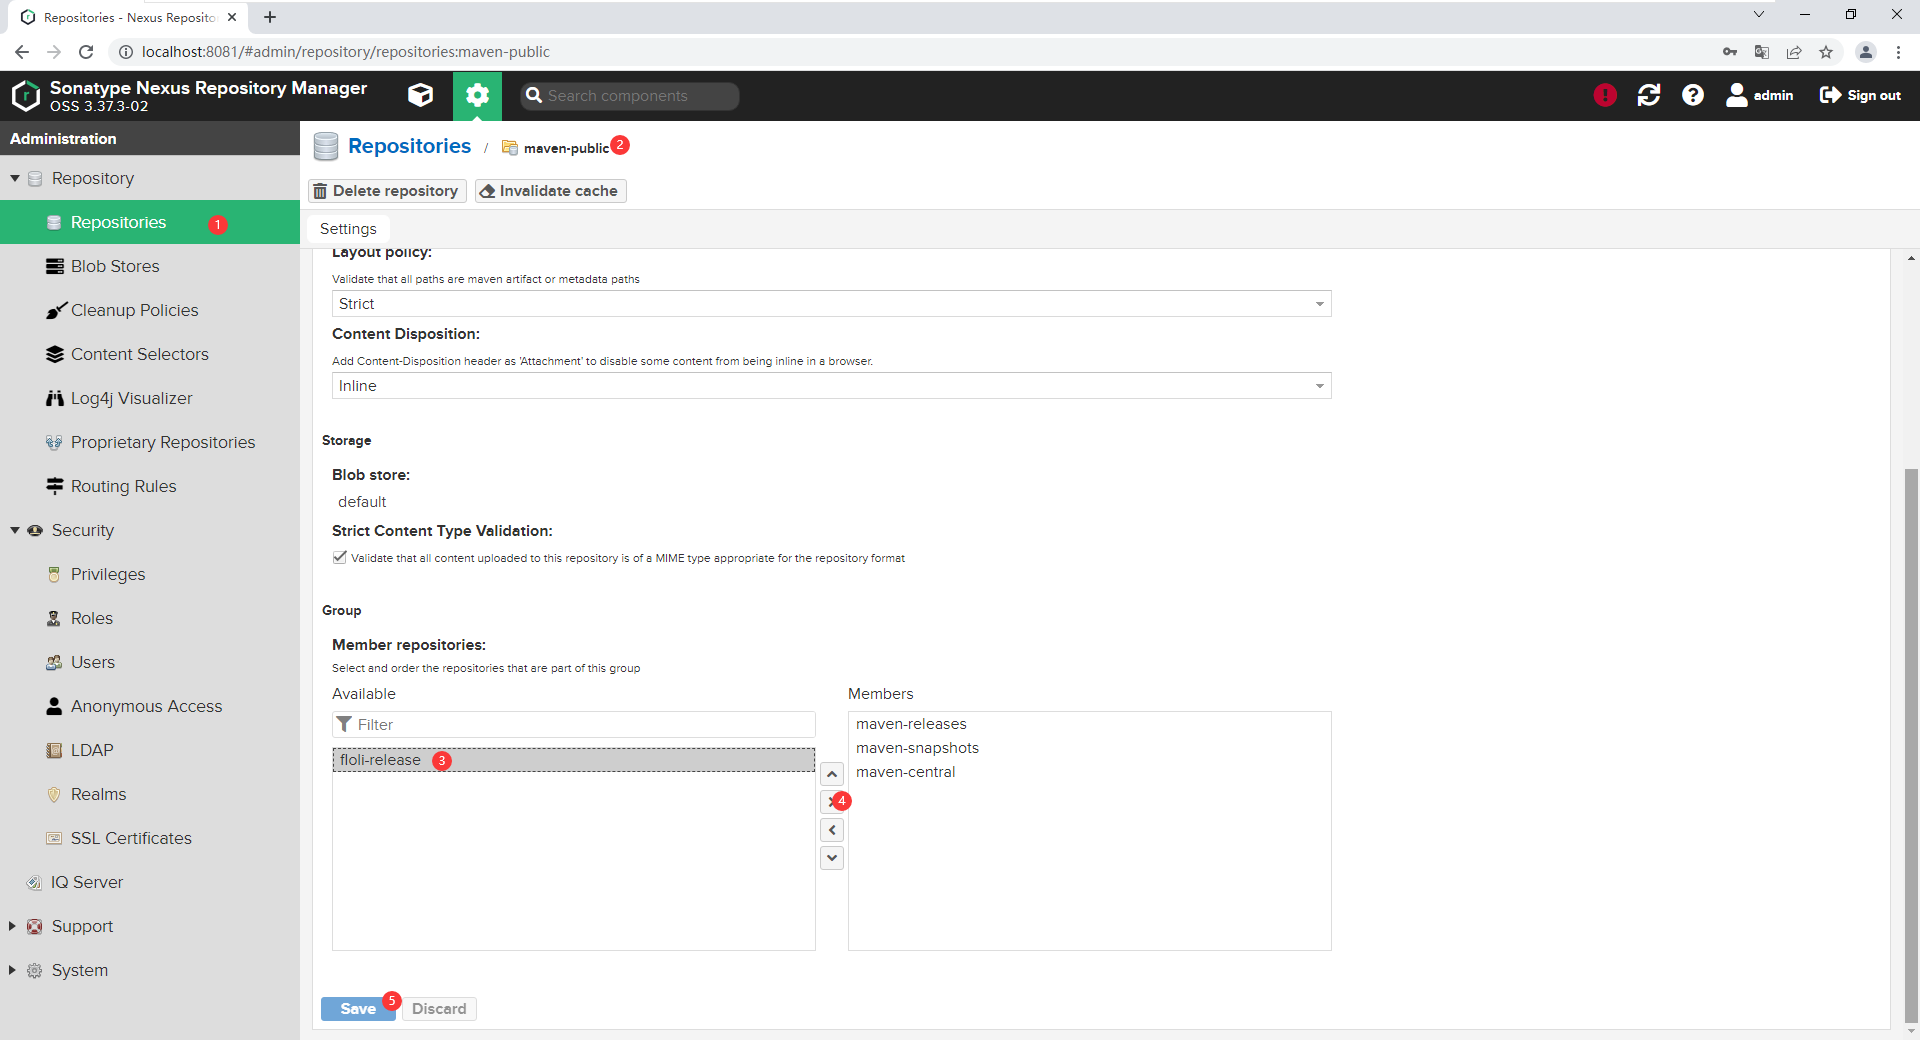 Repositories - Nexus Reposito
localhost:8081/#admin/repository/repositories:maven-public
Sonatype Nexus Repository Manager
OSS 3.37.3-02
Search components
admin
Sign out
Administration
Repository
Repositories 1
Blob Stores
Cleanup Policies
Content Selectors
Log4j Visualizer
Proprietary Repositories
Routing Rules
Security
Privileges
Roles
Users
Anonymous Access
LDAP
Realms
SSL Certificates
IQ Server
Support
System
Repositories / maven-public 2
Delete repository
Invalidate cache
Settings
Layout policy:
Validate that all paths are maven artifact or metadata paths
Strict
Content Disposition:
Add Content-Disposition header as 'Attachment' to disable some content from being inline in a browser.
Inline
Storage
Blob store:
default
Strict Content Type Validation:
Validate that all content uploaded to this repository is of a MIME type appropriate for the repository format
Group
Member repositories:
Select and order the repositories that are part of this group
Available
Filter
floli-release 3
4
Members
maven-releases
maven-snapshots
maven-central
Save 5
Discard